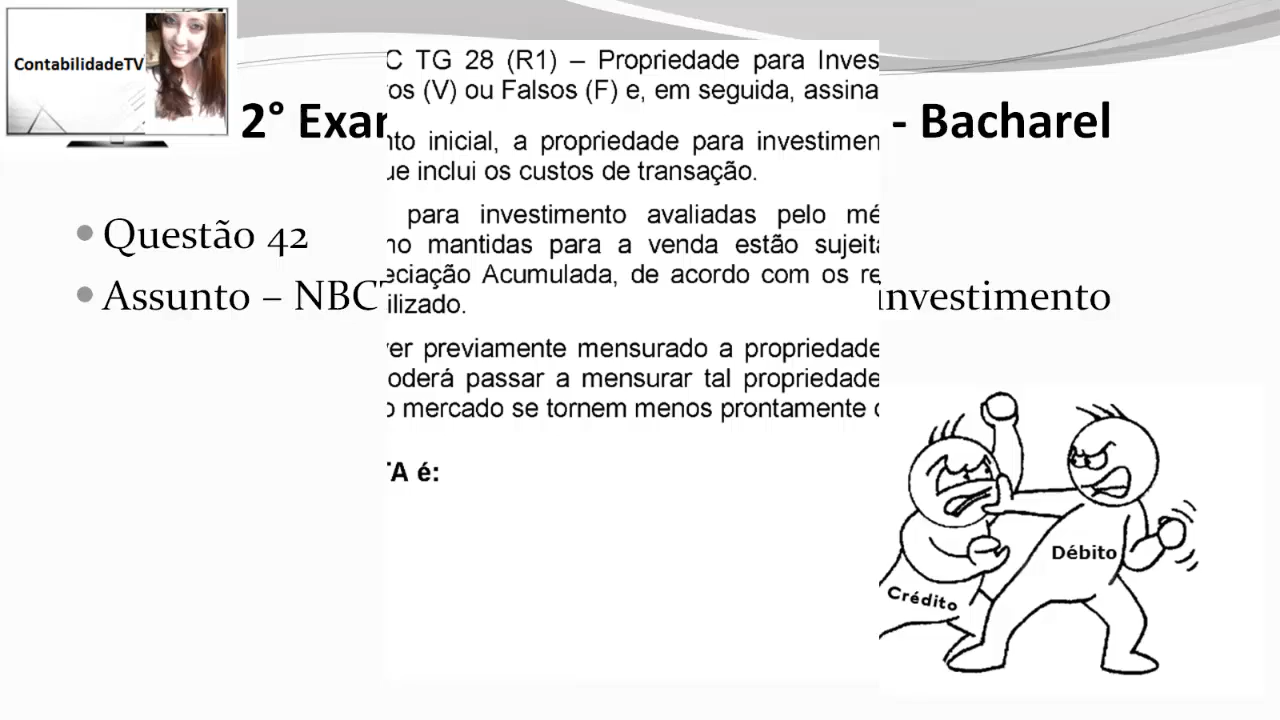 ContabilidadeTV
2° Exam - Bacharel
Questão 42
Assunto – NBCT investimento
C TG 28 (R1) – Propriedade para Inves
os (V) ou Falsos (F) e, em seguida, assina
nto inicial, a propriedade para investimen
ue inclui os custos de transação.
para investimento avaliadas pelo mé
no mantidas para a venda estão sujeita
eciação Acumulada, de acordo com os re
ilizado.
ver previamente mensurado a propriedade
oderá passar a mensurar tal propriedade
o mercado se tornem menos prontamente
TA é:
Débito
Crédito